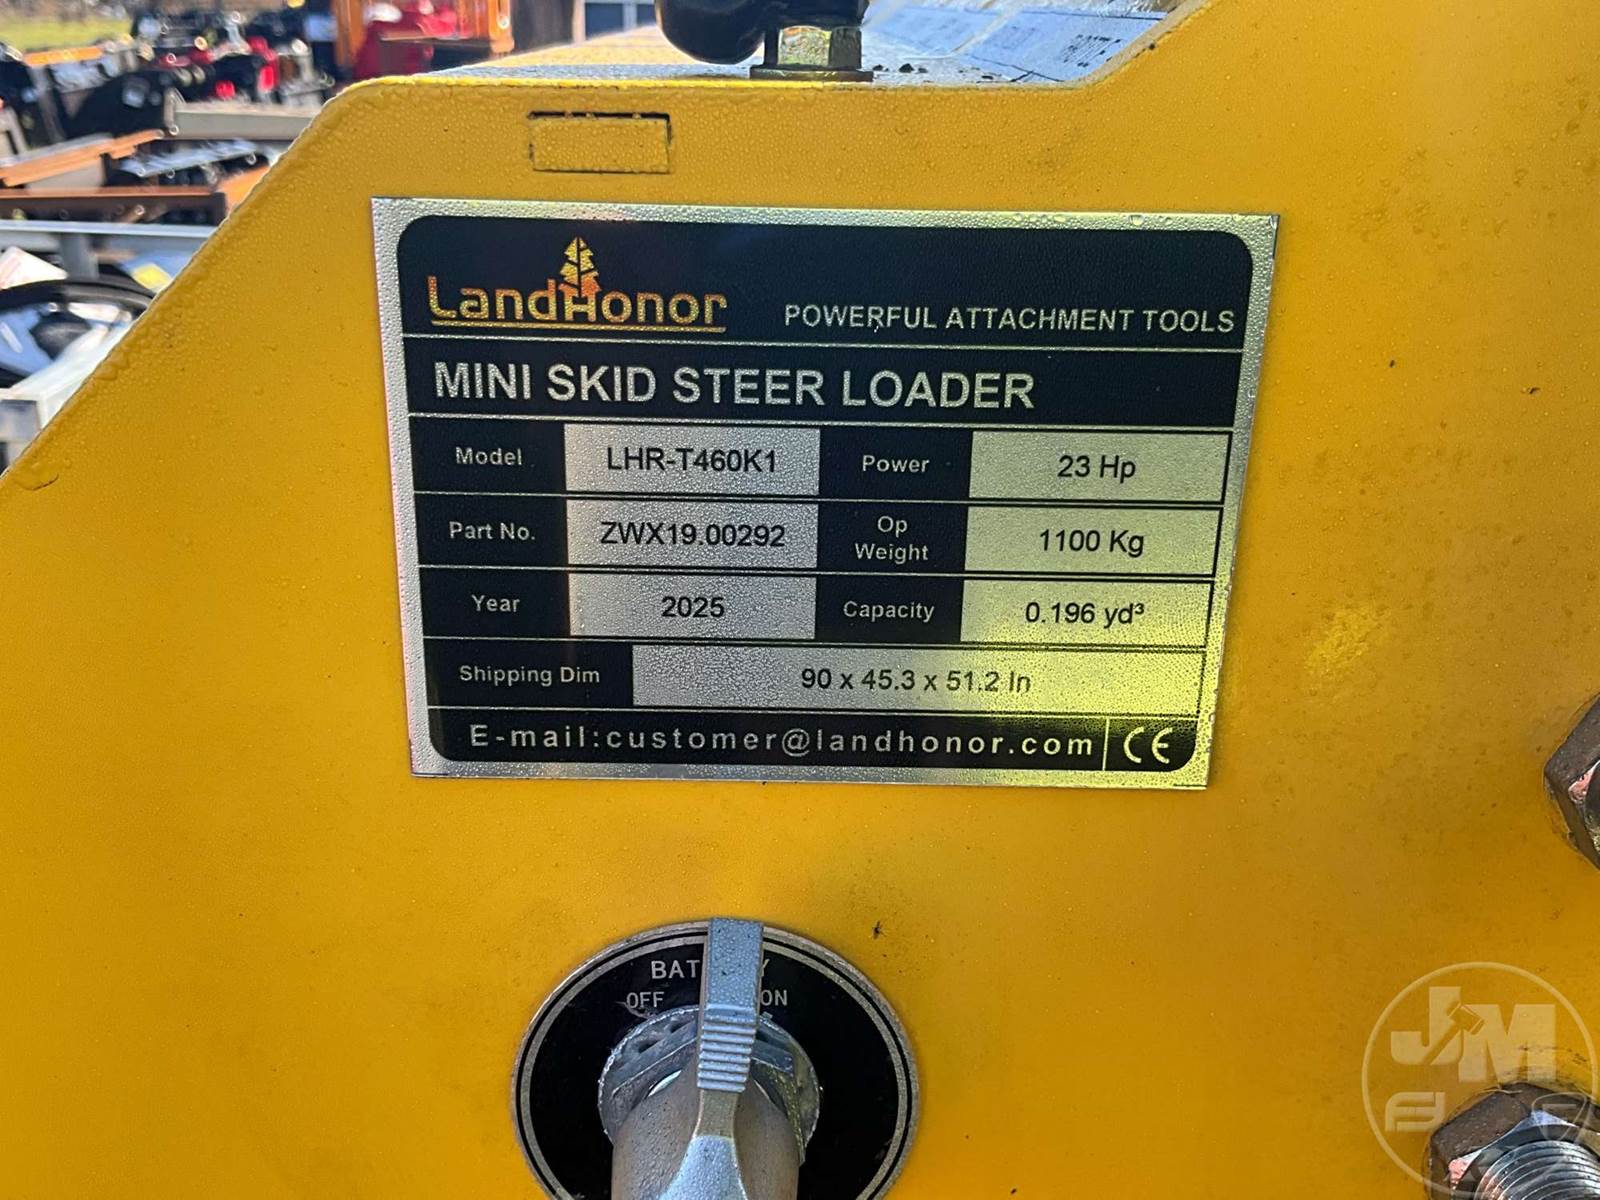 LandHonor
POWERFUL ATTACHMENT TOOLS
MINI SKID STEER LOADER
Model LHR-T460K1 Power 23 Hp
Part No. ZWX19.00292 Op Weight 1100 Kg
Year 2025 Capacity 0.196 yd³
Shipping Dim 90 x 45.3 x 51.2 In
E-mail:customer@landhonor.com CE
OFF ON
JM